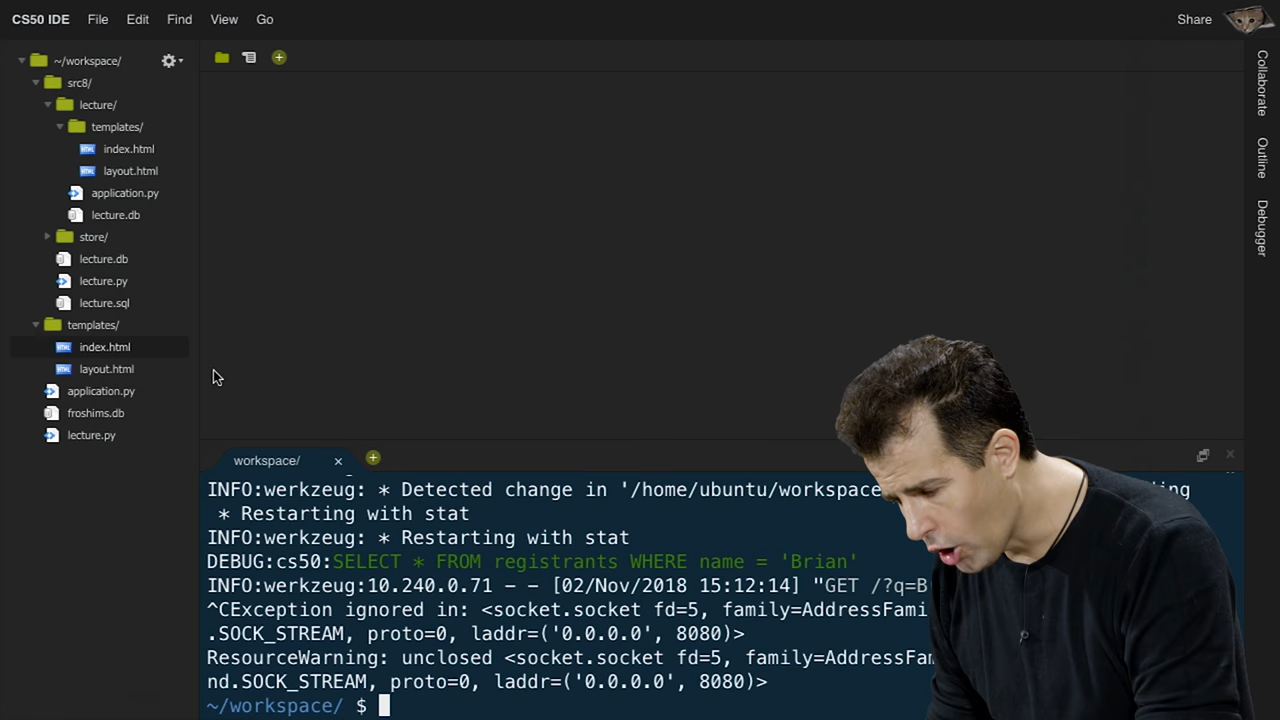 CS50 IDE File Edit Find View Go Share
~/workspace/
src8/
lecture/
templates/
index.html
layout.html
application.py
lecture.db
store/
lecture.db
lecture.py
lecture.sql
templates/
index.html
layout.html
application.py
froshims.db
lecture.py
Collaborate
Outline
Debugger
workspace/
INFO:werkzeug: * Detected change in '/home/ubuntu/workspace
* Restarting with stat
INFO:werkzeug: * Restarting with stat
DEBUG:cs50:SELECT * FROM registrants WHERE name = 'Brian'
INFO:werkzeug:10.240.0.71 - - [02/Nov/2018 15:12:14] "GET /?q=B
^CException ignored in: <socket.socket fd=5, family=AddressFami
.SOCK_STREAM, proto=0, laddr=('0.0.0.0', 8080)>
ResourceWarning: unclosed <socket.socket fd=5, family=AddressFam
nd.SOCK_STREAM, proto=0, laddr=('0.0.0.0', 8080)>
~/workspace/ $